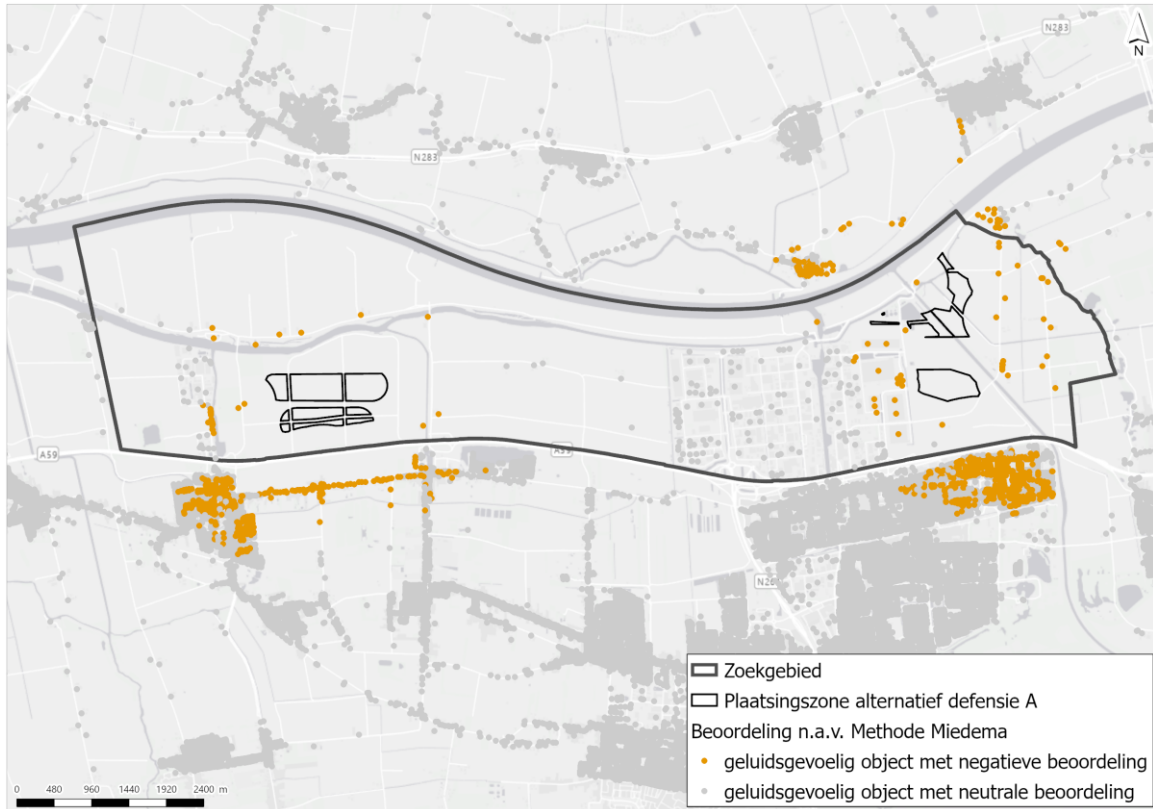 N283
N
N283
A59
A59
N26
Zoekgebied
Plaatsingszone alternatief defensie A
Beoordeling n.a.v. Methode Miedema
geluidsgevoelig object met negatieve beoordeling
geluidsgevoelig object met neutrale beoordeling
0 480 960 1440 1920 2400 m